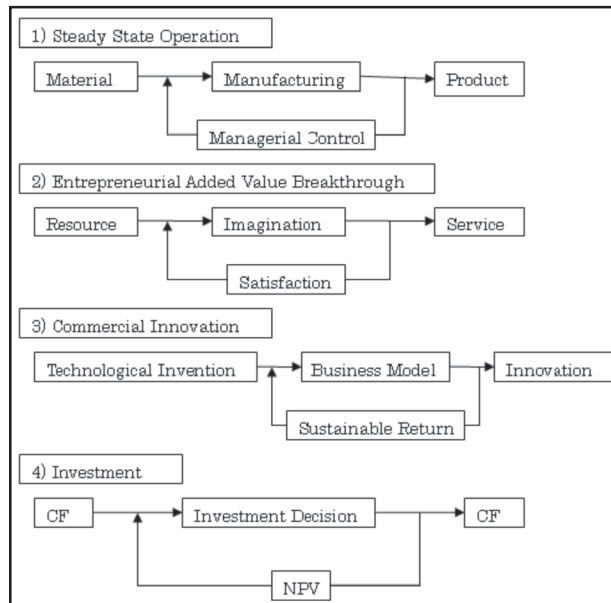 1) Steady State Operation
Material
Manufacturing
Product
Managerial Control
2) Entrepreneurial Added Value Breakthrough
Resource
Imagination
Service
Satisfaction
3) Commercial Innovation
Technological Invention
Business Model
Innovation
Sustainable Return
4) Investment
CF
Investment Decision
CF
NPV